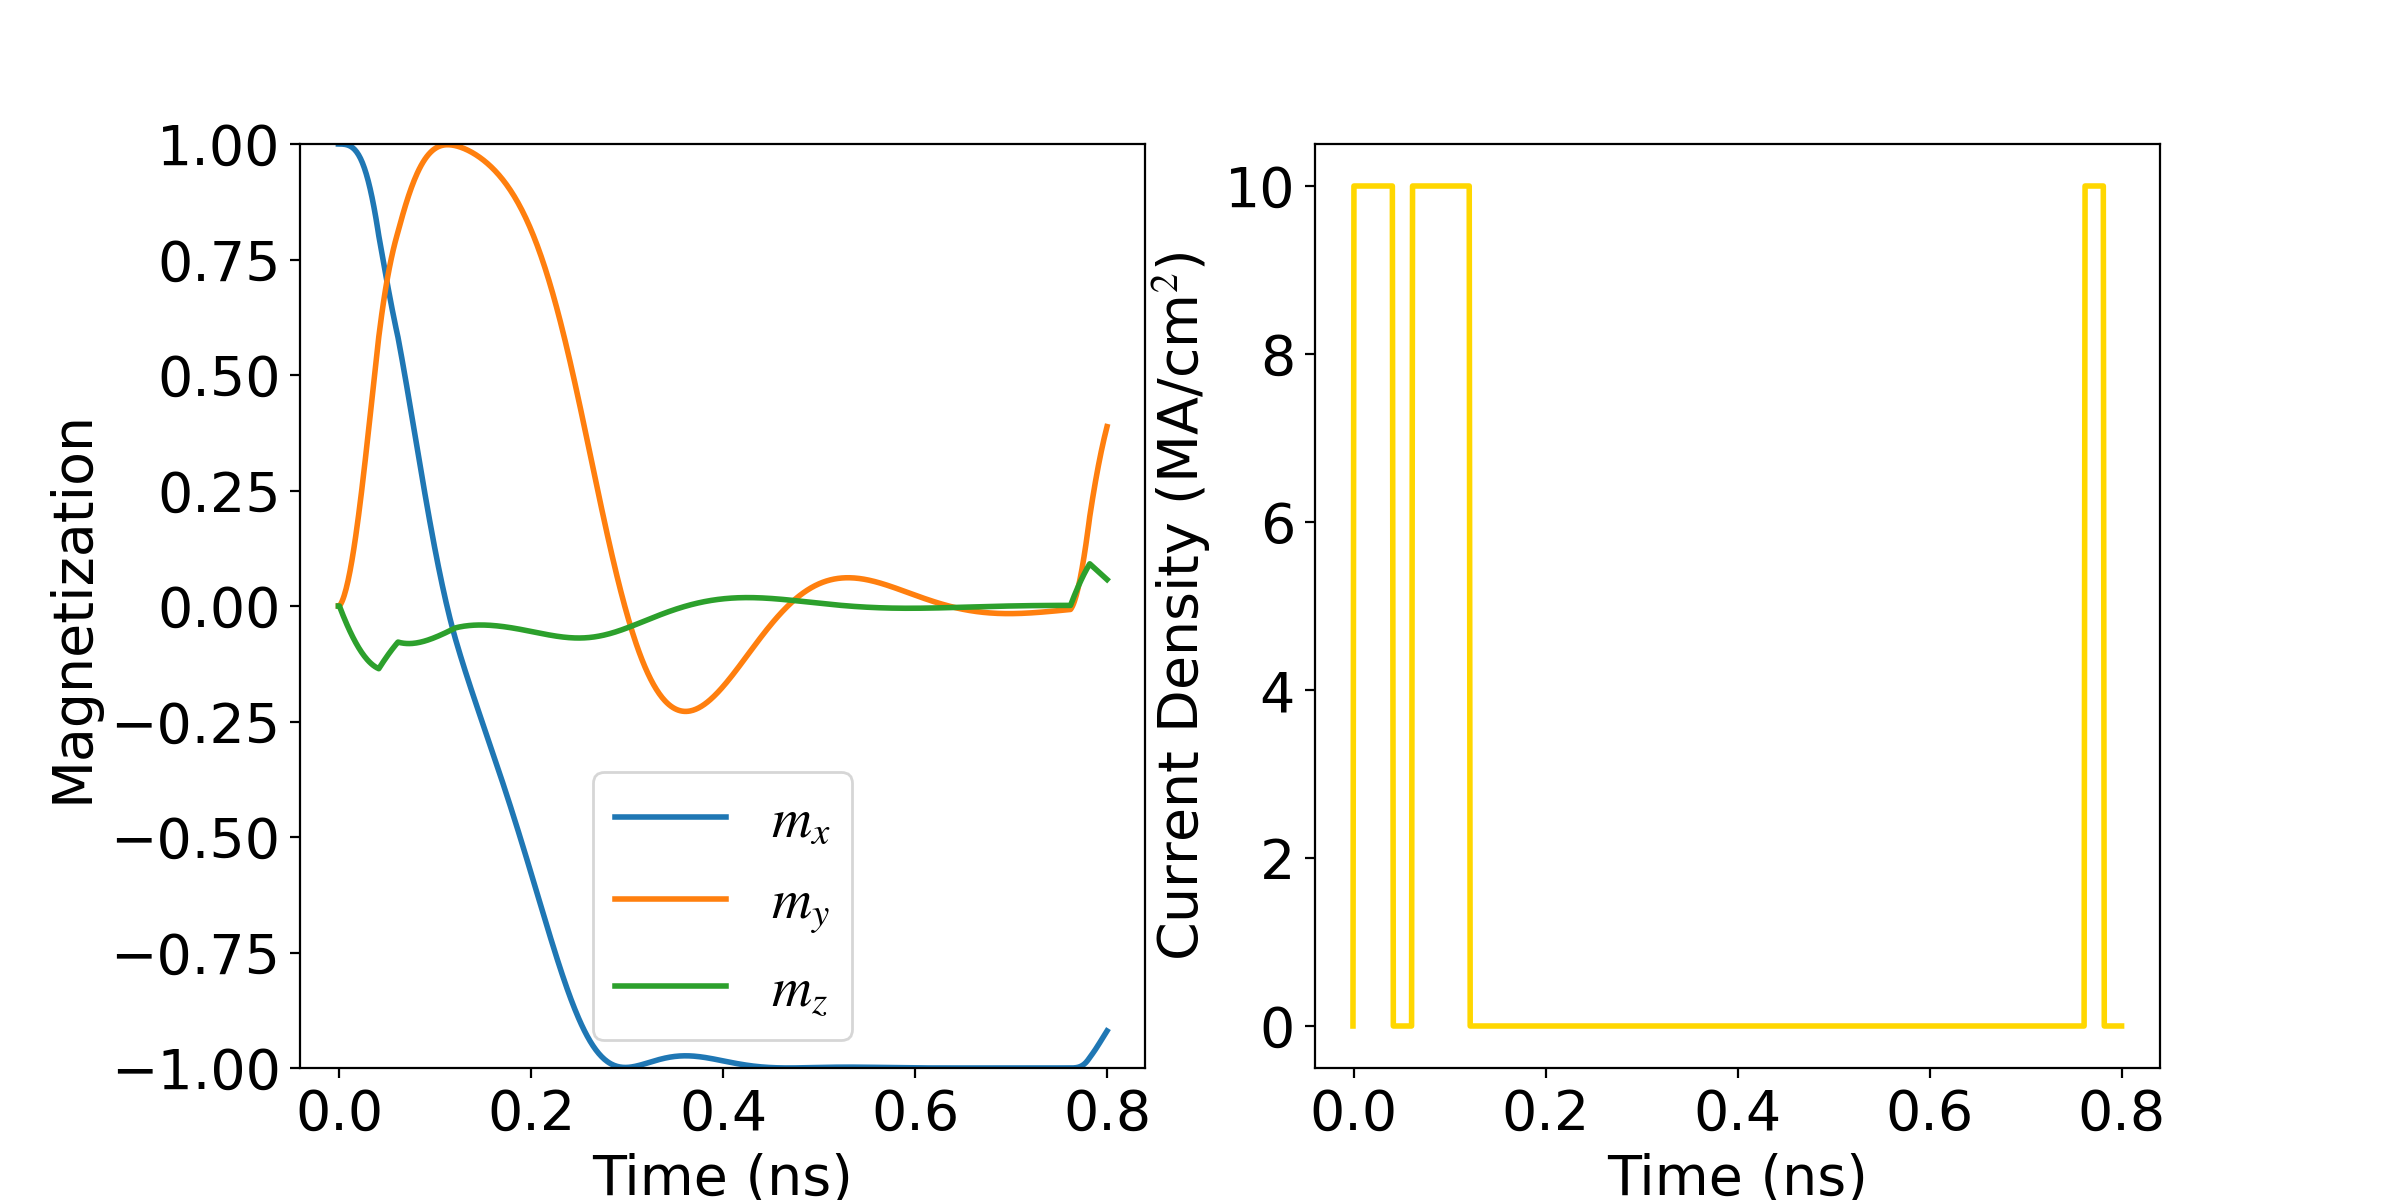 Magnetization
1.00
0.75
0.50
0.25
0.00
−0.25
−0.50
−0.75
−1.00
0.0 0.2 0.4 0.6 0.8
Time (ns)
m_x
m_y
m_z
Current Density (MA/cm²)
10
8
6
4
2
0
0.0 0.2 0.4 0.6 0.8
Time (ns)